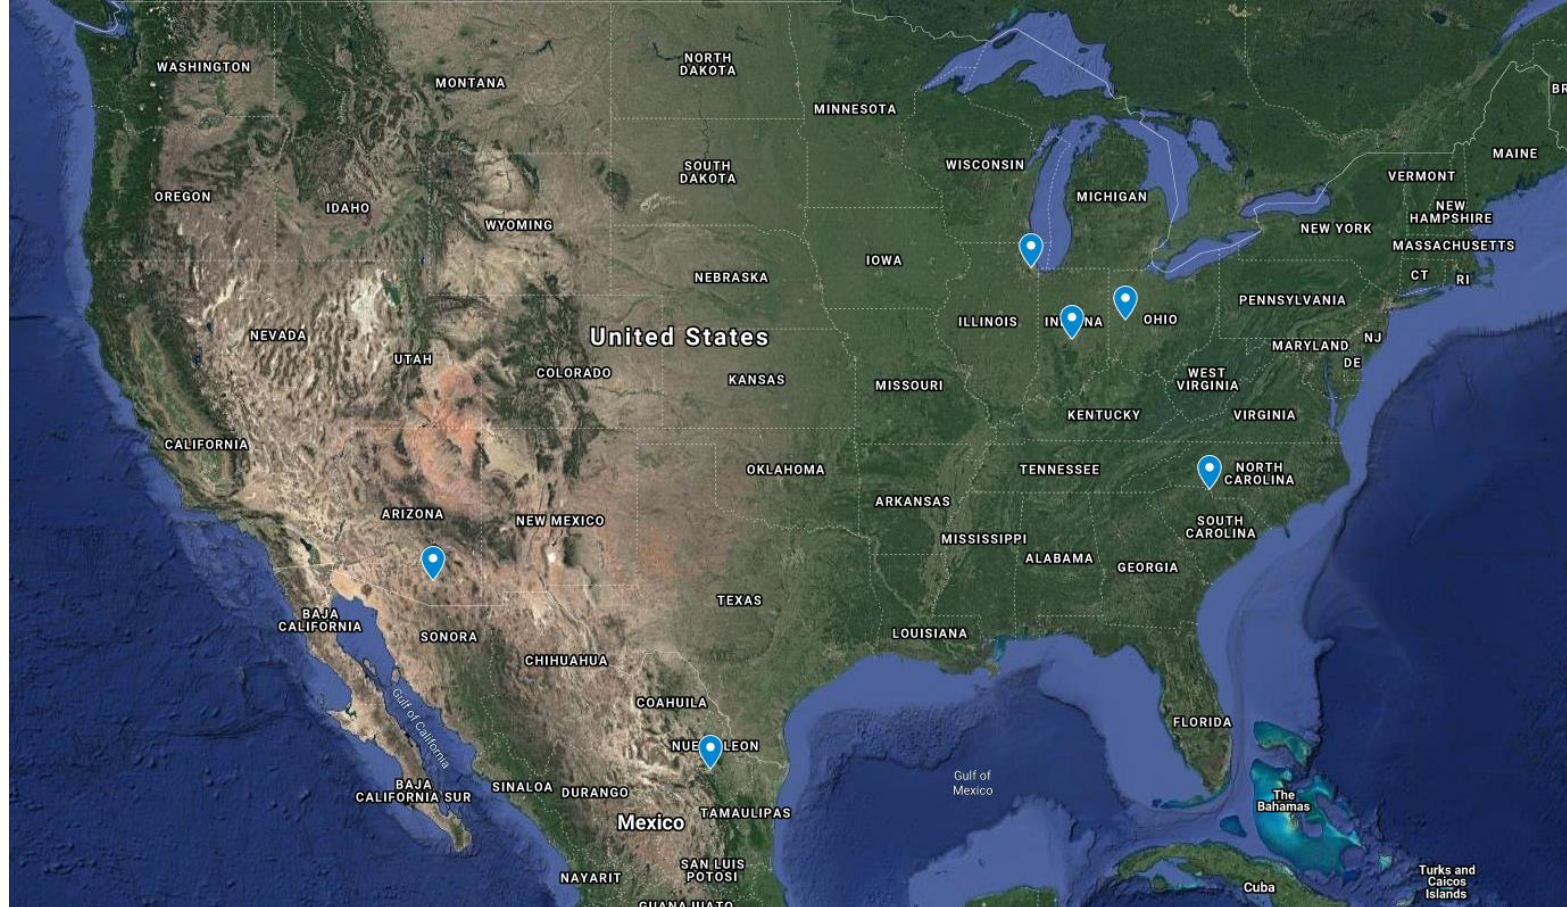 WASHINGTON
MONTANA
NORTH
DAKOTA
MINNESOTA
BR
MAINE
WISCONSIN
SOUTH
DAKOTA
VERMONT
MICHIGAN
OREGON
IDAHO
NEW
HAMPSHIRE
WYOMING
NEW YORK
MASSACHUSETTS
IOWA
NEBRASKA
CT
RI
PENNSYLVANIA
ILLINOIS
OHIO
NEVADA
United States
NJ
MARYLAND
DE
UTAH
COLORADO
KANSAS
MISSOURI
WEST
VIRGINIA
KENTUCKY
VIRGINIA
CALIFORNIA
OKLAHOMA
TENNESSEE
NORTH
CAROLINA
ARKANSAS
ARIZONA
NEW MEXICO
SOUTH
CAROLINA
MISSISSIPPI
ALABAMA
GEORGIA
TEXAS
BAJA
CALIFORNIA
SONORA
LOUISIANA
CHIHUAHUA
COAHUILA
Gulf of California
FLORIDA
LEON
Gulf of
Mexico
BAJA
CALIFORNIA SUR
SINALOA
DURANGO
The
Bahamas
TAMAULIPAS
Mexico
SAN LUIS
POTOSI
NAYARIT
Turks and
Caicos
Islands
Cuba
GUANAJUATO